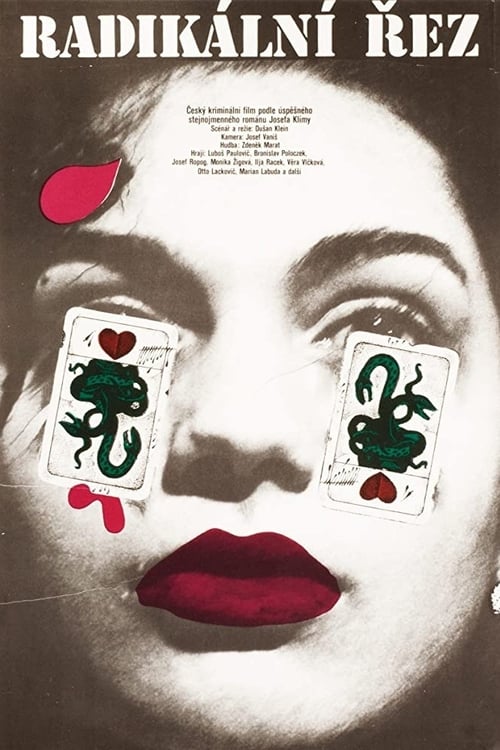 RADIKÁLNÍ ŘEZ
Český kriminální film podle úspěšného
stejnojmenného románu Josefa Klímy
Scénář a režie: Dušan Klein
Kamera: Josef Vaniš
Hudba: Zdeněk Marat
Hrají: Luboš Paulovič, Bronislav Poloczek,
Josef Ropog, Monika Žigová, Ilja Racek, Věra Vlčková,
Otto Lackovič, Marian Labuda a další